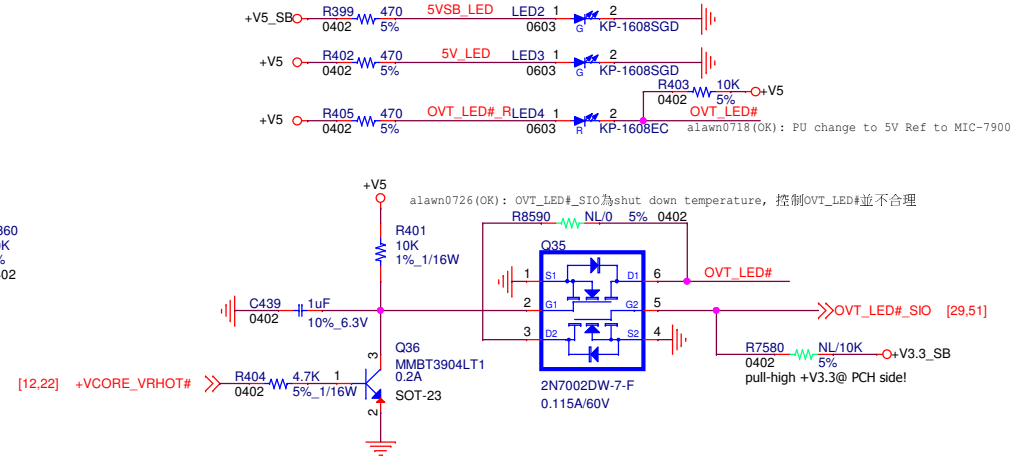 +V5_SB R399 470 5VSB_LED LED2 1 2
0402 5% 0603 G KP-1608SGD
+V5 R402 470 5V_LED LED3 1 2
0402 5% 0603 G KP-1608SGD
R403 10K +V5
0402 5%
+V5 R405 470 OVT_LED#_R LED4 1 2 OVT_LED#
0402 5% 0603 R KP-1608EC
alawn0718(OK): PU change to 5V Ref to MIC-7900
+V5
alawn0726(OK): OVT_LED#_SIO為shut down temperature, 控制OVT_LED#並不合理
R8590 NL/0 5% 0402
360
0K
%
02
R401
10K
1%_1/16W
Q35
1 S1 D1 6 OVT_LED#
C439 1uF 2 G1 G2 5 OVT_LED#_SIO [29,51]
0402 10%_6.3V
3 D2 S2 4
R7580 NL/10K +V3.3_SB
0402 5%
pull-high +V3.3@ PCH side!
2N7002DW-7-F
0.115A/60V
3 Q36
MMBT3904LT1
0.2A
SOT-23
[12,22] +VCORE_VRHOT# R404 4.7K 1
0402 5%_1/16W
2